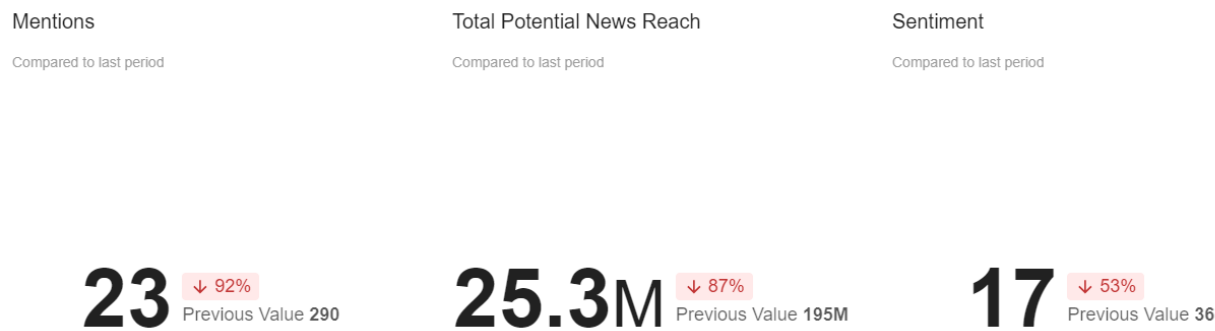 Mentions
Compared to last period
23
↓ 92%
Previous Value 290
Total Potential News Reach
Compared to last period
25.3M
↓ 87%
Previous Value 195M
Sentiment
Compared to last period
17
↓ 53%
Previous Value 36